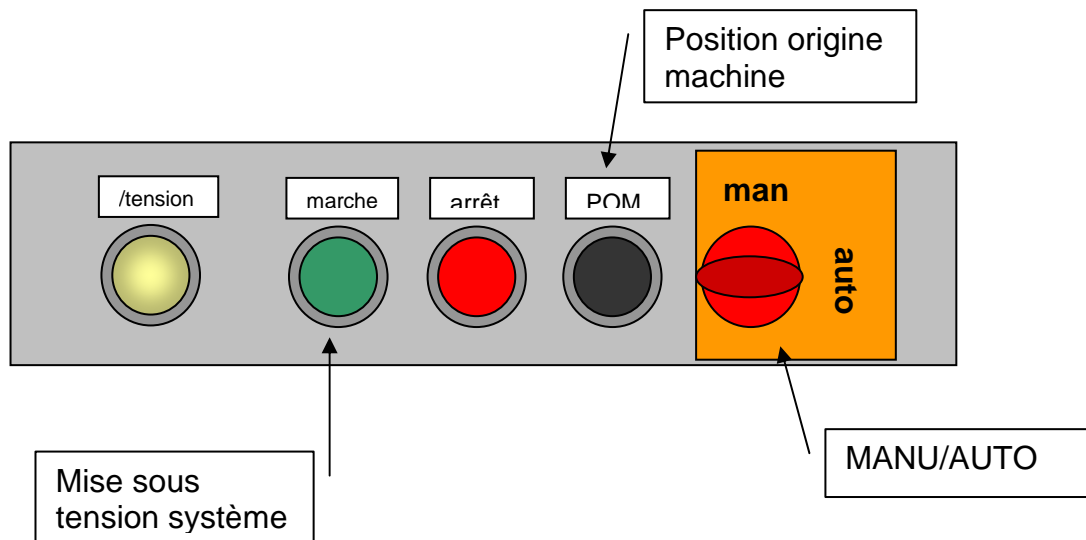 Position origine
machine
/tension
marche
arrêt
POM
man
auto
MANU/AUTO
Mise sous
tension système